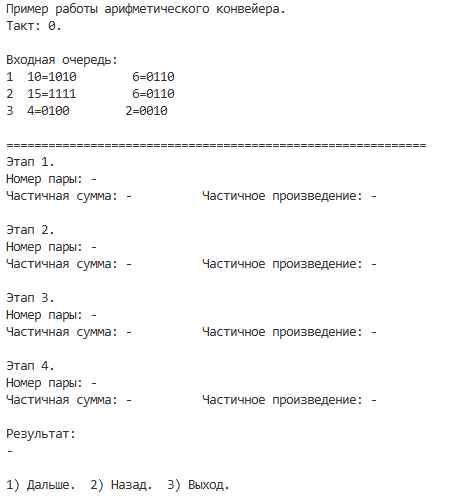 Пример работы арифметического конвейера.
Такт: 0.
Входная очередь:
1  10=1010        6=0110
2  15=1111        6=0110
3  4=0100        2=0010
============================================================
Этап 1.
Номер пары: -
Частичная сумма: -          Частичное произведение: -
Этап 2.
Номер пары: -
Частичная сумма: -          Частичное произведение: -
Этап 3.
Номер пары: -
Частичная сумма: -          Частичное произведение: -
Этап 4.
Номер пары: -
Частичная сумма: -          Частичное произведение: -
Результат:
-
1) Дальше.  2) Назад.  3) Выход.